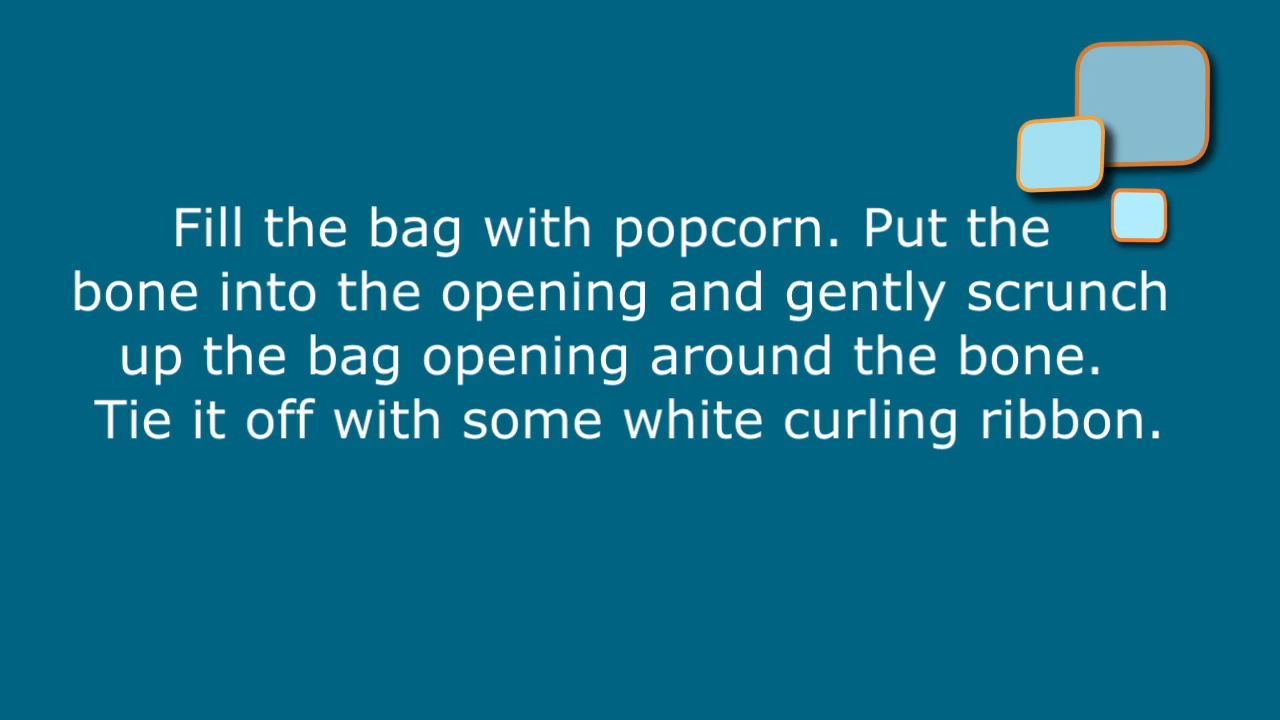 Fill the bag with popcorn. Put the
bone into the opening and gently scrunch
up the bag opening around the bone.
Tie it off with some white curling ribbon.